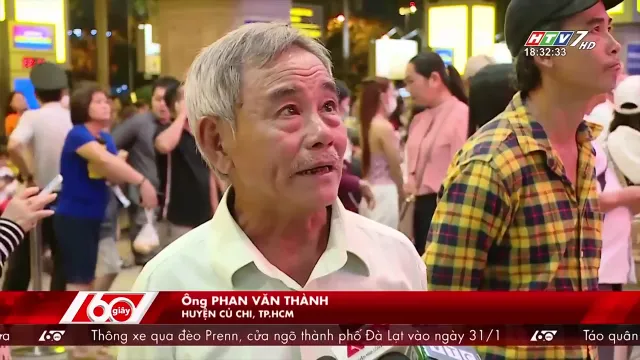 HTV7 HD
18:32:33
Ông PHAN VĂN THÀNH
HUYỆN CỦ CHI, TP.HCM
60 giây
Thông xe qua đèo Prenn, cửa ngõ thành phố Đà Lạt vào ngày 31/1
Táo quân